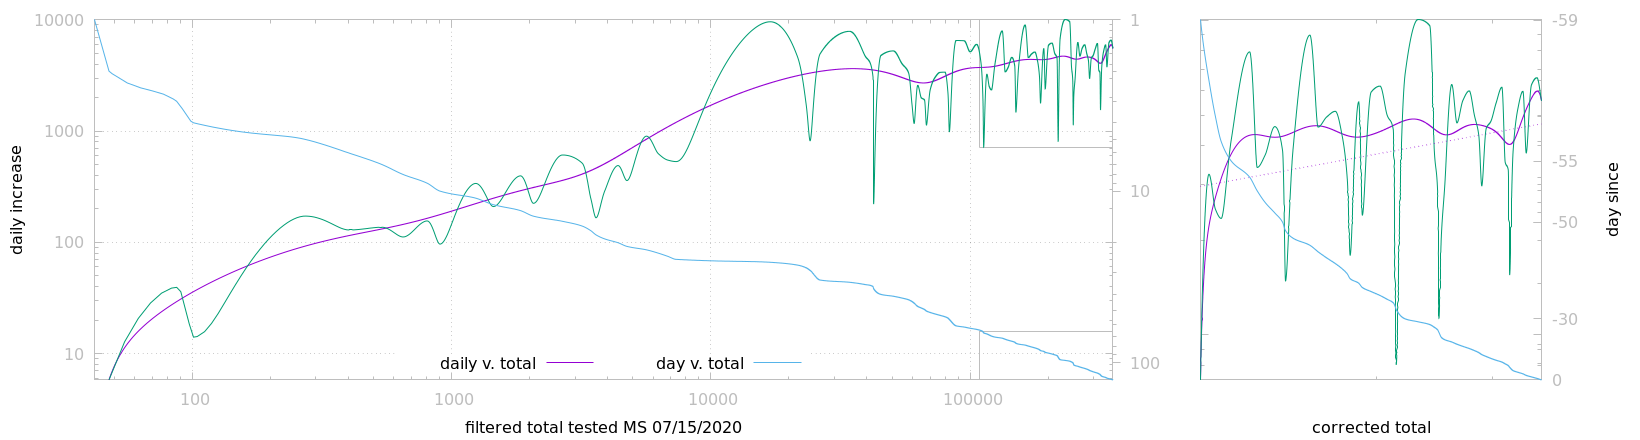 10000
1000
100
10
daily increase
100
1000
10000
100000
filtered total tested MS 07/15/2020
daily v. total
day v. total
1
10
100
-59
-55
-50
-30
0
day since
corrected total